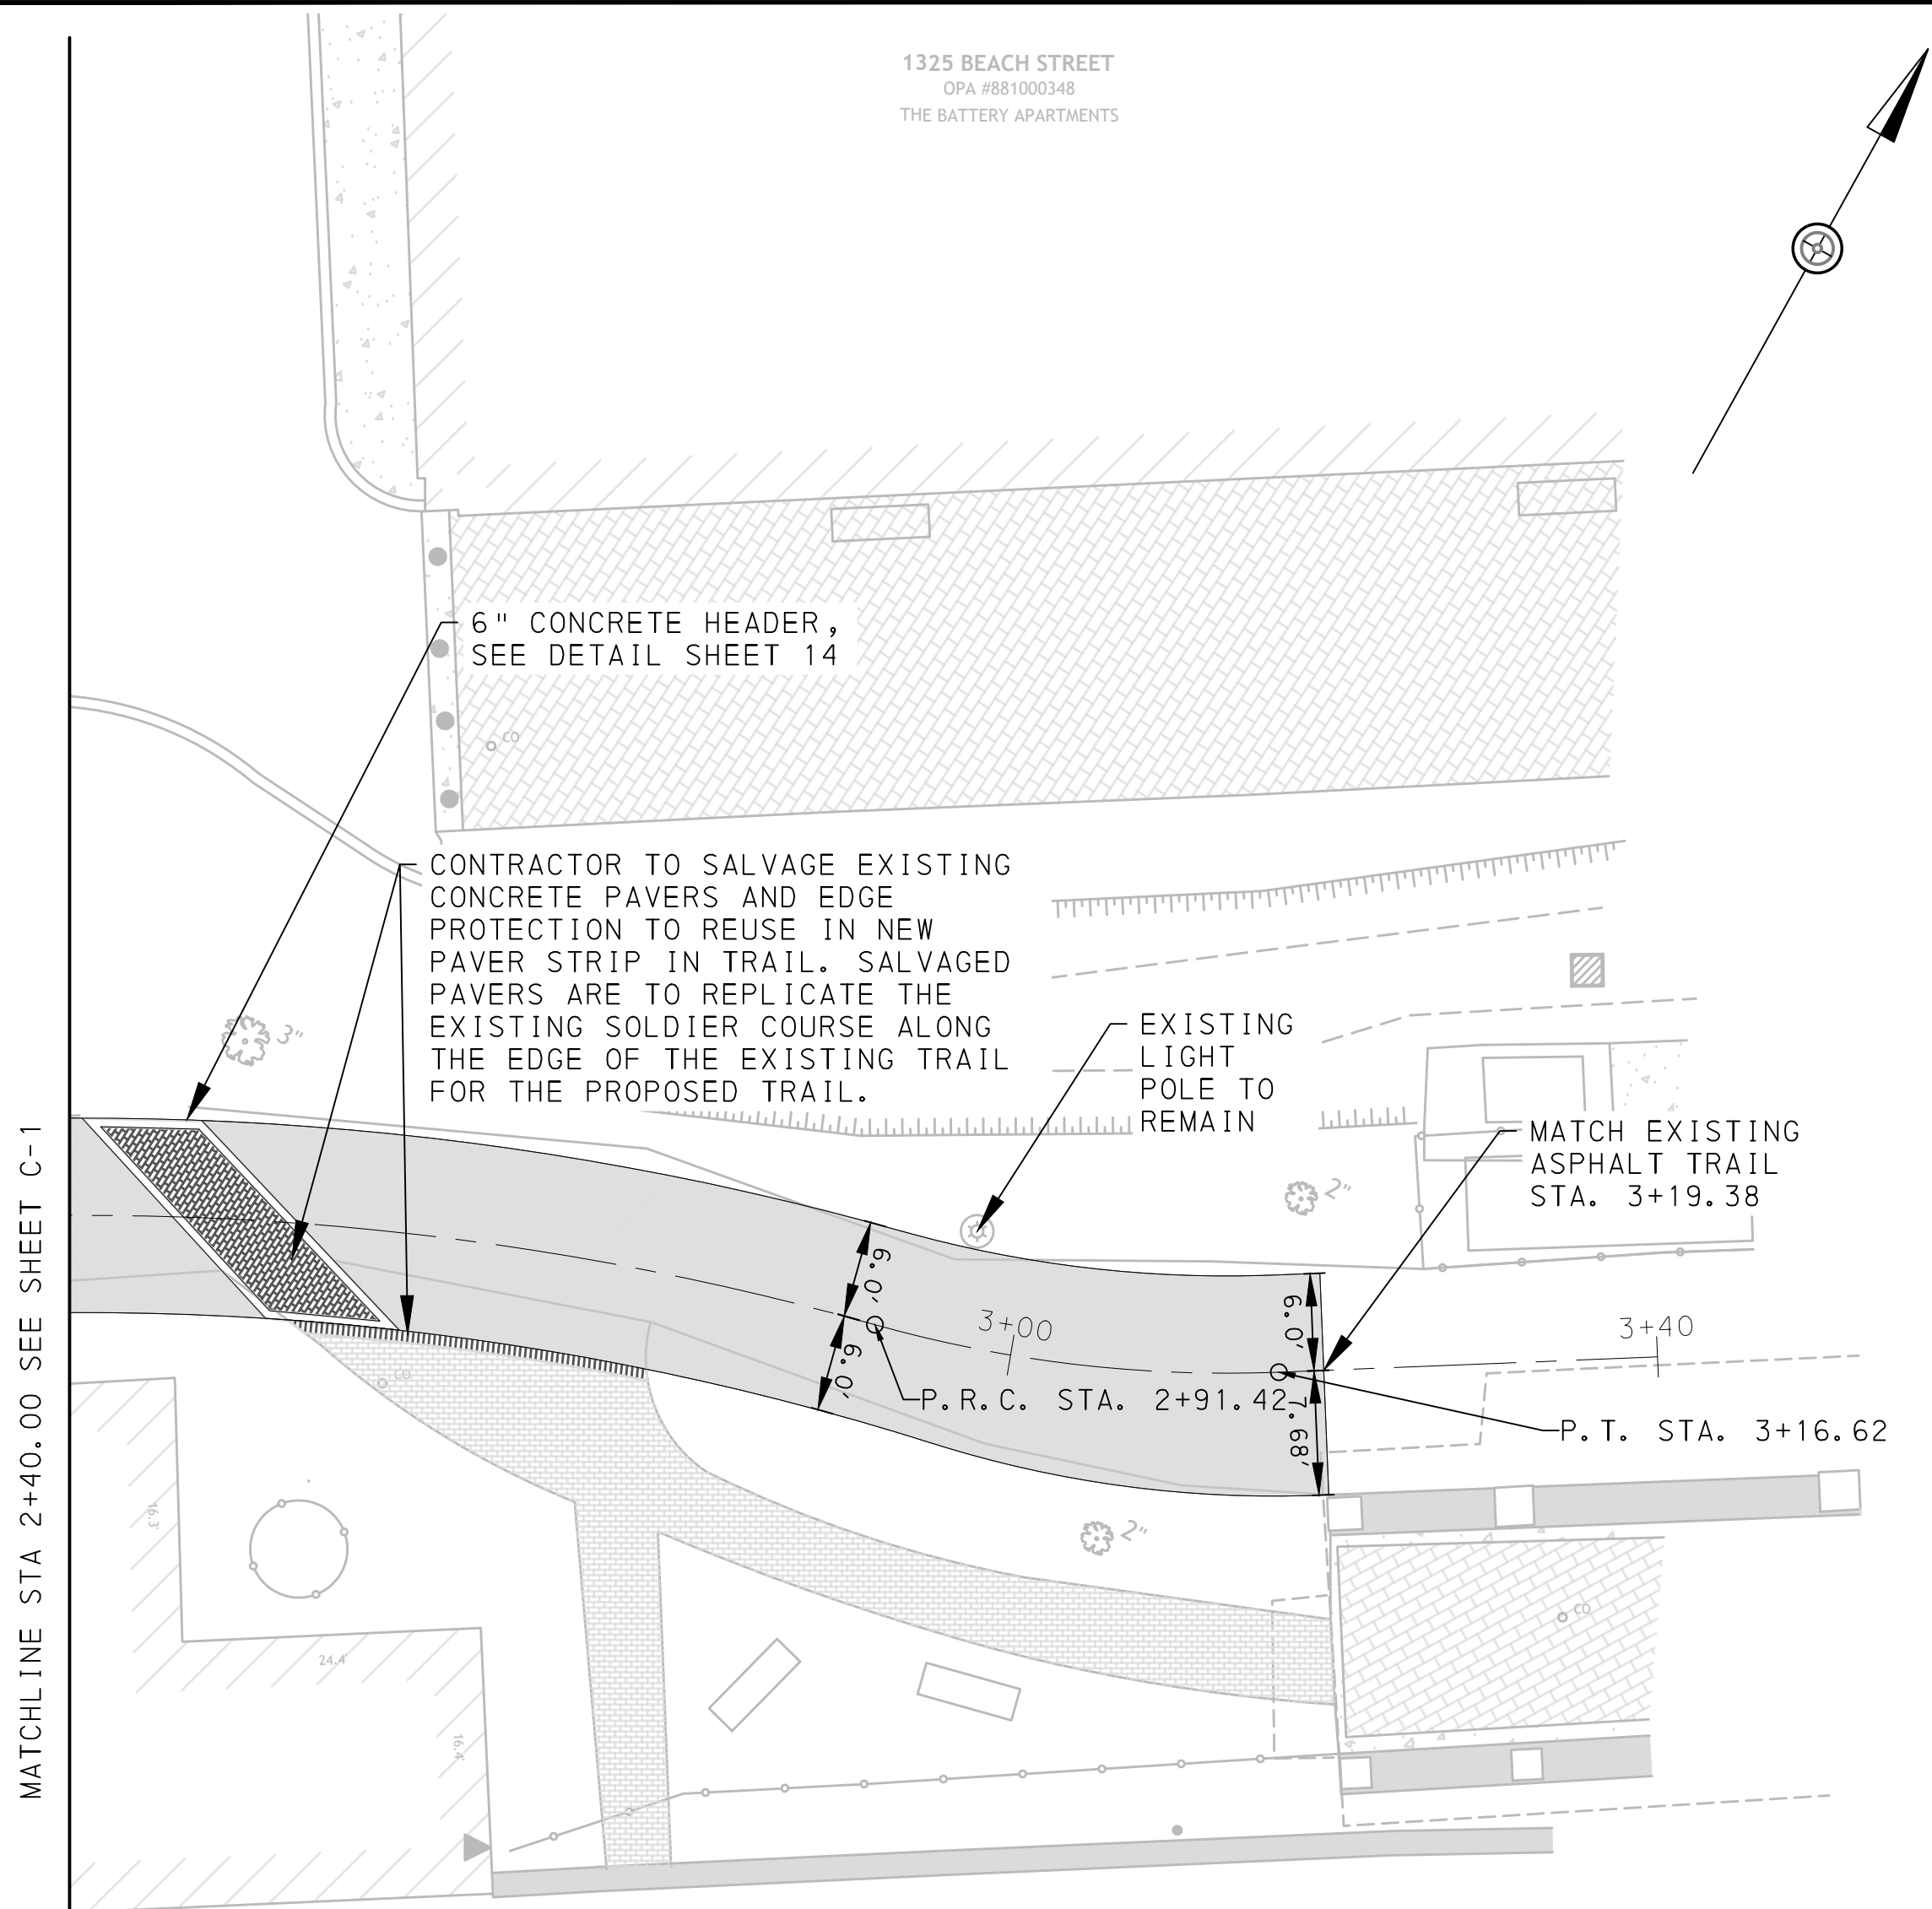 1325 BEACH STREET
OPA #881000348
THE BATTERY APARTMENTS
6" CONCRETE HEADER,
SEE DETAIL SHEET 14
CO
CONTRACTOR TO SALVAGE EXISTING
CONCRETE PAVERS AND EDGE
PROTECTION TO REUSE IN NEW
PAVER STRIP IN TRAIL. SALVAGED
PAVERS ARE TO REPLICATE THE
EXISTING SOLDIER COURSE ALONG
THE EDGE OF THE EXISTING TRAIL
FOR THE PROPOSED TRAIL.
3"
EXISTING
LIGHT
POLE TO
REMAIN
MATCH EXISTING
ASPHALT TRAIL
STA. 3+19.38
2"
6.0'
6.0'
3+00
6.0'
7.68'
3+40
P.R.C. STA. 2+91.42
P.T. STA. 3+16.62
CO
2"
CO
16.3'
24.4'
16.4'
MATCHLINE STA 2+40.00 SEE SHEET C-1